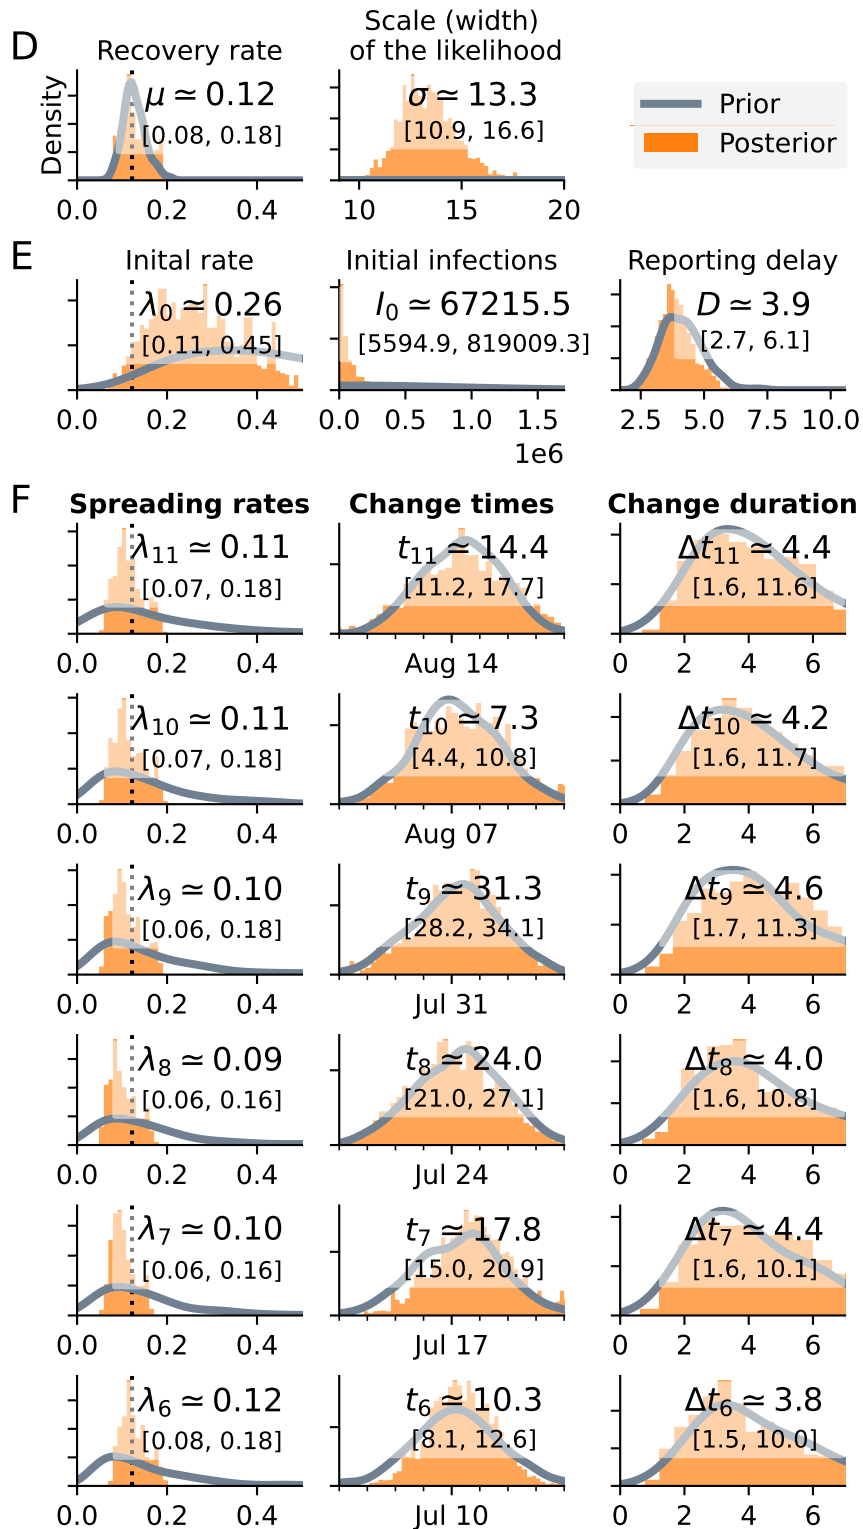 D
Recovery rate
Density
μ ≃ 0.12
[0.08, 0.18]
0.0 0.2 0.4
Scale (width)
of the likelihood
σ ≃ 13.3
[10.9, 16.6]
10 15 20
Prior
Posterior
E
Inital rate
λ0 ≃ 0.26
[0.11, 0.45]
0.0 0.2 0.4
Initial infections
I0 ≃ 67215.5
[5594.9, 819009.3]
0.0 0.5 1.0 1.5
1e6
Reporting delay
D ≃ 3.9
[2.7, 6.1]
2.5 5.0 7.5 10.0
F
Spreading rates Change times Change duration
λ11 ≃ 0.11
[0.07, 0.18]
0.0 0.2 0.4
t11 ≃ 14.4
[11.2, 17.7]
Aug 14
Δt11 ≃ 4.4
[1.6, 11.6]
0 2 4 6
λ10 ≃ 0.11
[0.07, 0.18]
0.0 0.2 0.4
t10 ≃ 7.3
[4.4, 10.8]
Aug 07
Δt10 ≃ 4.2
[1.6, 11.7]
0 2 4 6
λ9 ≃ 0.10
[0.06, 0.18]
0.0 0.2 0.4
t9 ≃ 31.3
[28.2, 34.1]
Jul 31
Δt9 ≃ 4.6
[1.7, 11.3]
0 2 4 6
λ8 ≃ 0.09
[0.06, 0.16]
0.0 0.2 0.4
t8 ≃ 24.0
[21.0, 27.1]
Jul 24
Δt8 ≃ 4.0
[1.6, 10.8]
0 2 4 6
λ7 ≃ 0.10
[0.06, 0.16]
0.0 0.2 0.4
t7 ≃ 17.8
[15.0, 20.9]
Jul 17
Δt7 ≃ 4.4
[1.6, 10.1]
0 2 4 6
λ6 ≃ 0.12
[0.08, 0.18]
0.0 0.2 0.4
t6 ≃ 10.3
[8.1, 12.6]
Jul 10
Δt6 ≃ 3.8
[1.5, 10.0]
0 2 4 6